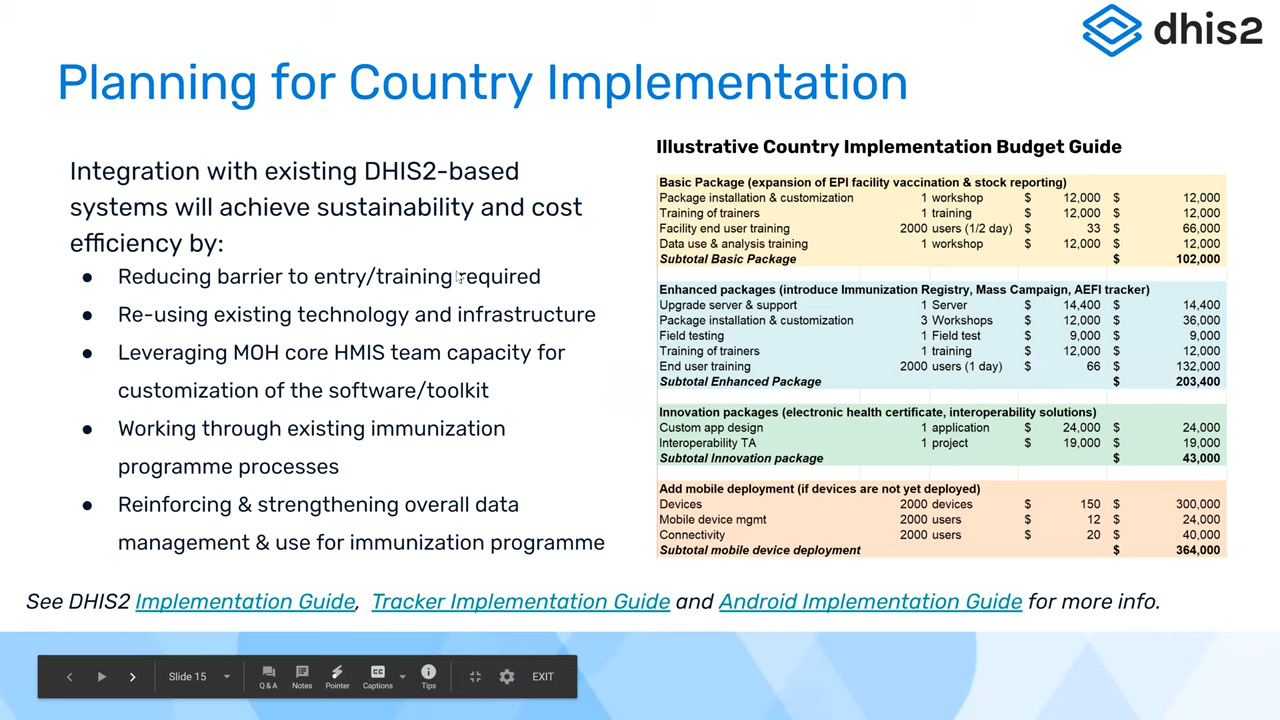 dhis2
Planning for Country Implementation
Integration with existing DHIS2-based
systems will achieve sustainability and cost
efficiency by:
● Reducing barrier to entry/training required
● Re-using existing technology and infrastructure
● Leveraging MOH core HMIS team capacity for
customization of the software/toolkit
● Working through existing immunization
programme processes
● Reinforcing & strengthening overall data
management & use for immunization programme
Illustrative Country Implementation Budget Guide
Basic Package (expansion of EPI facility vaccination & stock reporting)
Package installation & customization 1 workshop $ 12,000 $ 12,000
Training of trainers 1 training $ 12,000 $ 12,000
Facility end user training 2000 users (1/2 day) $ 33 $ 66,000
Data use & analysis training 1 workshop $ 12,000 $ 12,000
Subtotal Basic Package $ 102,000
Enhanced packages (introduce Immunization Registry, Mass Campaign, AEFI tracker)
Upgrade server & support 1 Server $ 14,400 $ 14,400
Package installation & customization 3 Workshops $ 12,000 $ 36,000
Field testing 1 Field test $ 9,000 $ 9,000
Training of trainers 1 training $ 12,000 $ 12,000
End user training 2000 users (1 day) $ 66 $ 132,000
Subtotal Enhanced Package $ 203,400
Innovation packages (electronic health certificate, interoperability solutions)
Custom app design 1 application $ 24,000 $ 24,000
Interoperability TA 1 project $ 19,000 $ 19,000
Subtotal Innovation package $ 43,000
Add mobile deployment (if devices are not yet deployed)
Devices 2000 devices $ 150 $ 300,000
Mobile device mgmt 2000 users $ 12 $ 24,000
Connectivity 2000 users $ 20 $ 40,000
Subtotal mobile device deployment $ 364,000
See DHIS2 Implementation Guide, Tracker Implementation Guide and Android Implementation Guide for more info.
Slide 15
Q & A
Notes
Pointer
CC
Captions
Tips
EXIT